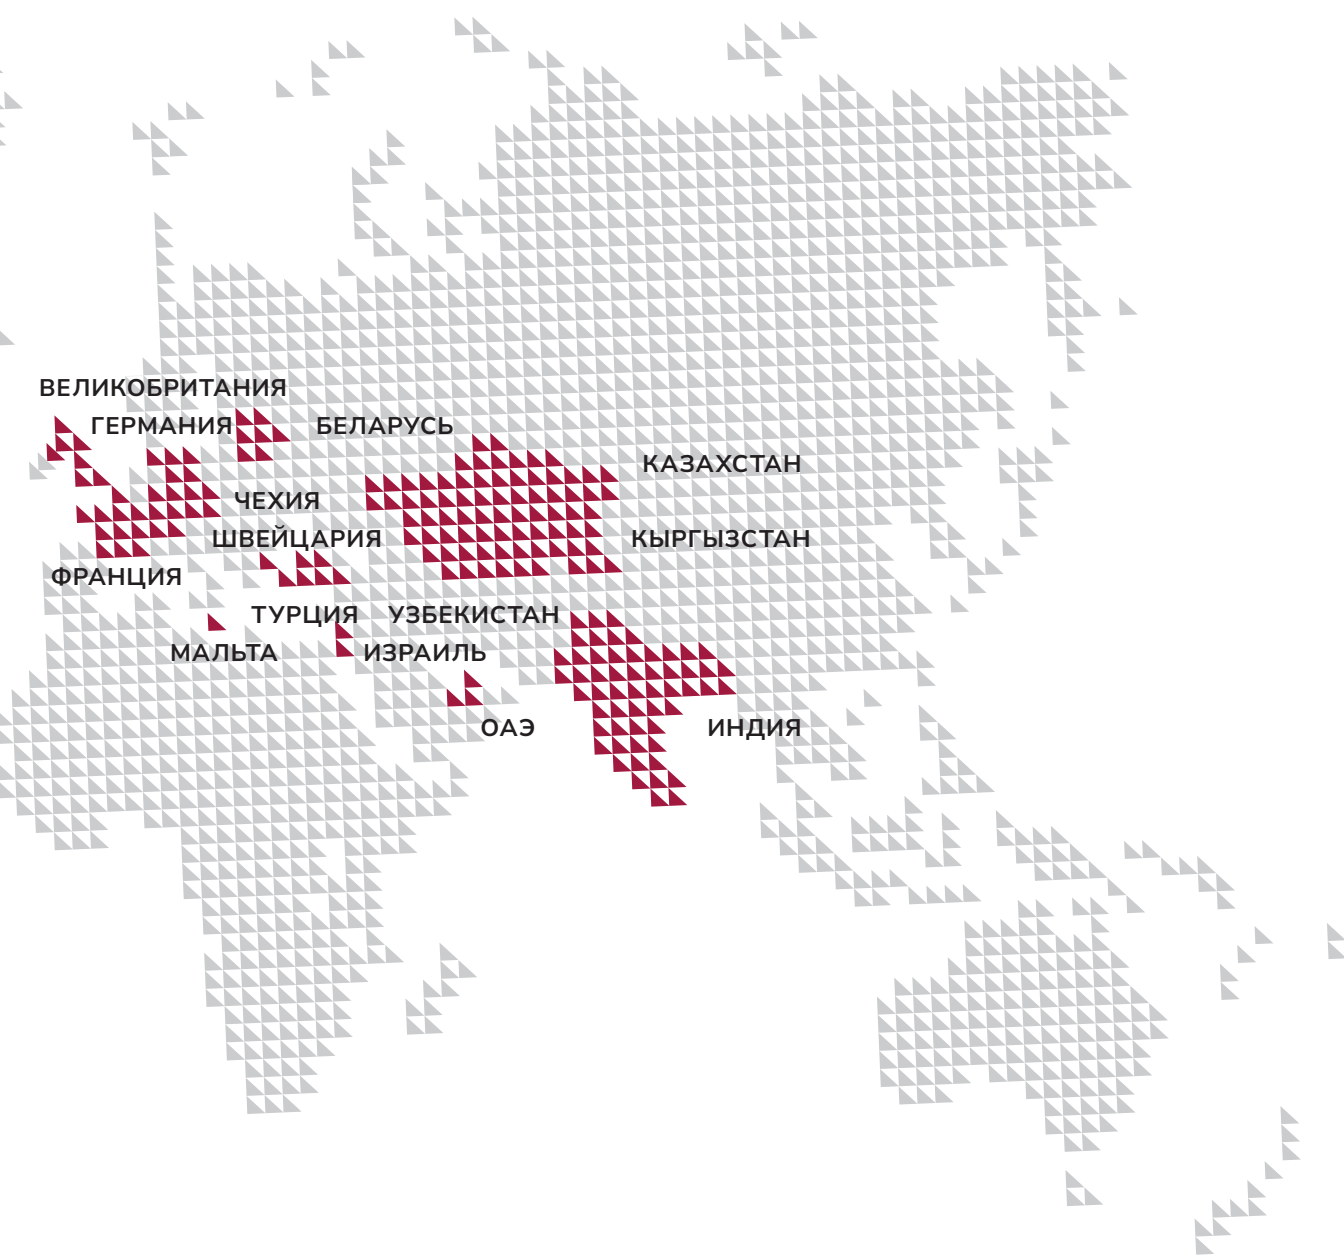 ВЕЛИКОБРИТАНИЯ
ГЕРМАНИЯ
БЕЛАРУСЬ
КАЗАХСТАН
ЧЕХИЯ
ШВЕЙЦАРИЯ
КЫРГЫЗСТАН
ФРАНЦИЯ
ТУРЦИЯ
УЗБЕКИСТАН
МАЛЬТА
ИЗРАИЛЬ
ОАЭ
ИНДИЯ